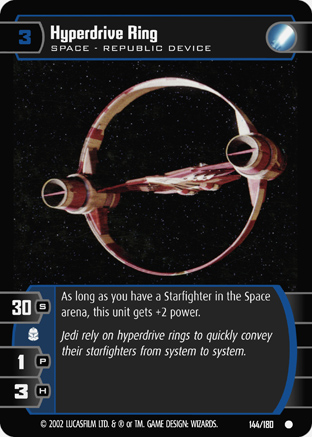 3
Hyperdrive Ring
SPACE - REPUBLIC DEVICE
30 S
As long as you have a Starfighter in the Space
arena, this unit gets +2 power.
Jedi rely on hyperdrive rings to quickly convey
their starfighters from system to system.
1 P
3 H
© 2002 LUCASFILM LTD. & ® or TM. GAME DESIGN: WIZARDS.
144/180